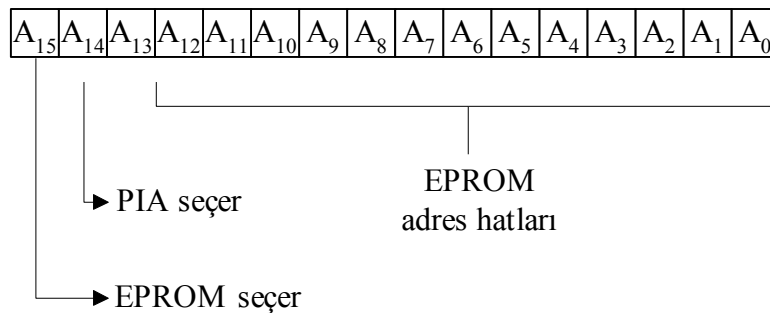 A₁₅ A₁₄ A₁₃ A₁₂ A₁₁ A₁₀ A₉ A₈ A₇ A₆ A₅ A₄ A₃ A₂ A₁ A₀
EPROM
adres hatları
PIA seçer
EPROM seçer